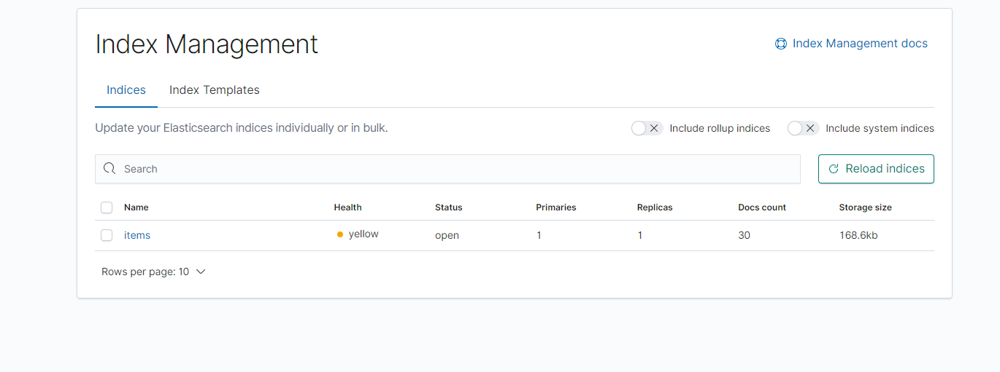 Index Management
Index Management docs
Indices Index Templates
Update your Elasticsearch indices individually or in bulk.
Include rollup indices Include system indices
Search
Reload indices
Name Health Status Primaries Replicas Docs count Storage size
items yellow open 1 1 30 168.6kb
Rows per page: 10